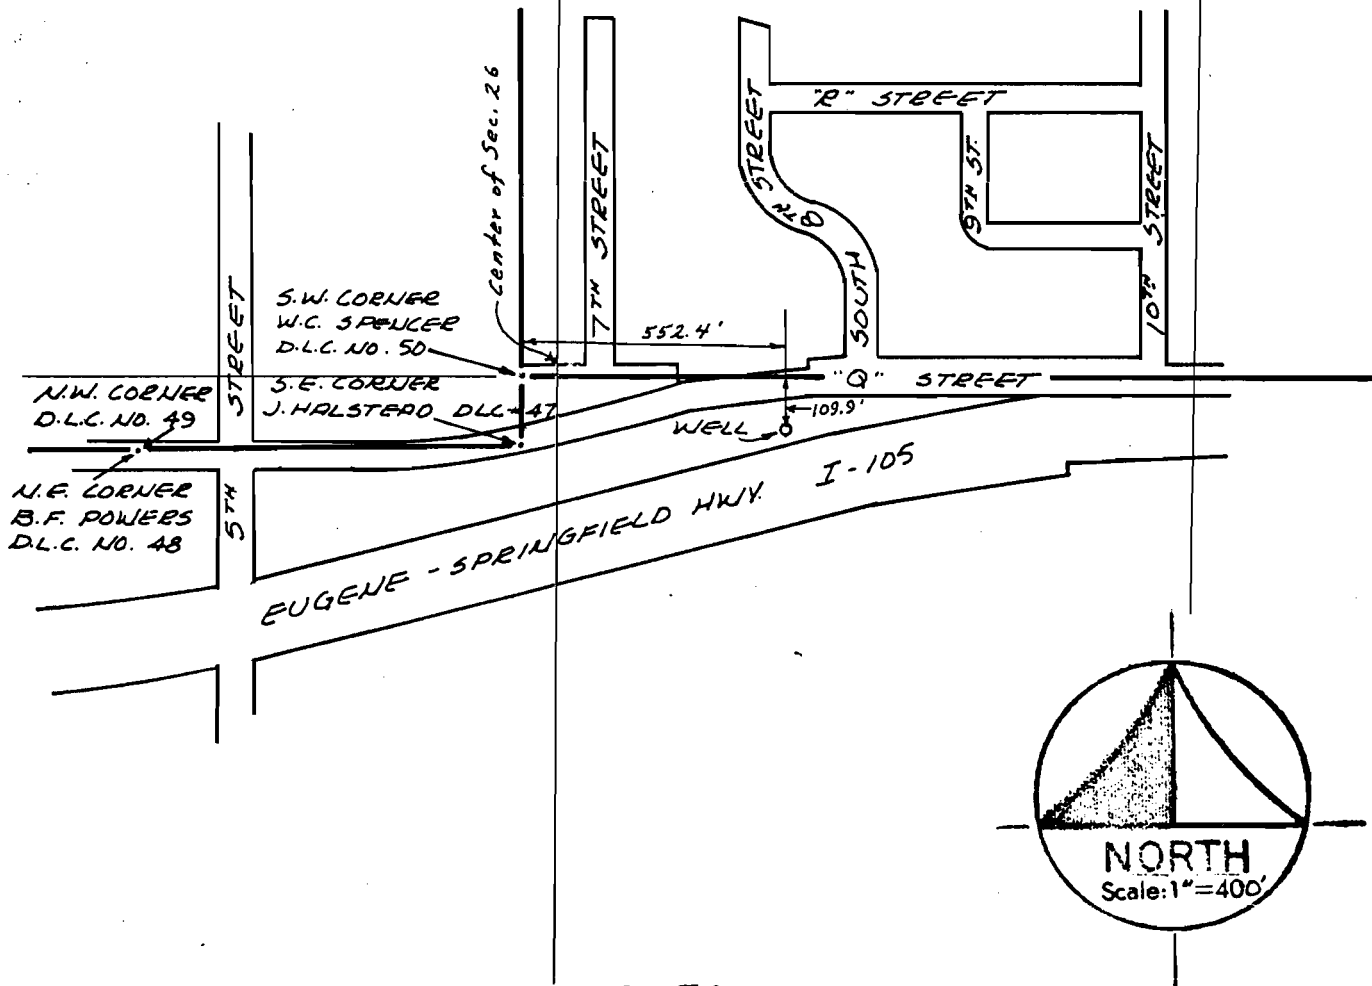 Center of Sec. 26
7TH STREET
8TH STREET
SOUTH
"R" STREET
9TH ST.
10TH STREET
5TH STREET
S.W. CORNER
W.C. SPENCER
D.L.C. NO. 50
552.4'
N.W. CORNER
D.L.C. NO. 49
S.E. CORNER
J. HALSTEAD DLC 47
"Q" STREET
109.9'
WELL
N.E. CORNER
B.F. POWERS
D.L.C. NO. 48
EUGENE - SPRINGFIELD HWY. I-105
NORTH
Scale: 1"=400'